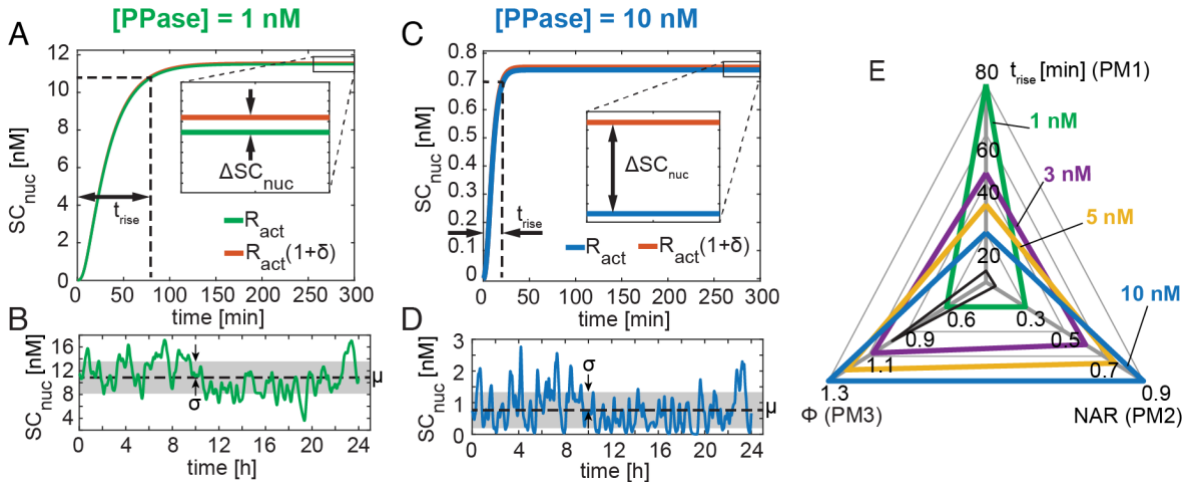 [PPase] = 1 nM
[PPase] = 10 nM
A
SC_nuc [nM]
12
10
8
6
4
2
0
0 50 100 150 200 250 300
time [min]
t_rise
ΔSC_nuc
R_act
R_act(1+δ)
B
SC_nuc [nM]
16
12
8
4
0 4 8 12 16 20 24
time [h]
σ
μ
C
SC_nuc [nM]
0.8
0.7
0.6
0.5
0.4
0.3
0.2
0.1
0
0 50 100 150 200 250 300
time [min]
t_rise
ΔSC_nuc
R_act
R_act(1+δ)
D
SC_nuc [nM]
3
2
1
0
0 4 8 12 16 20 24
time [h]
σ
μ
E
t_rise [min] (PM1)
80
60
40
20
1 nM
3 nM
5 nM
10 nM
0.3
0.5
0.7
0.9
NAR (PM2)
0.6
0.9
1.1
1.3
Φ (PM3)